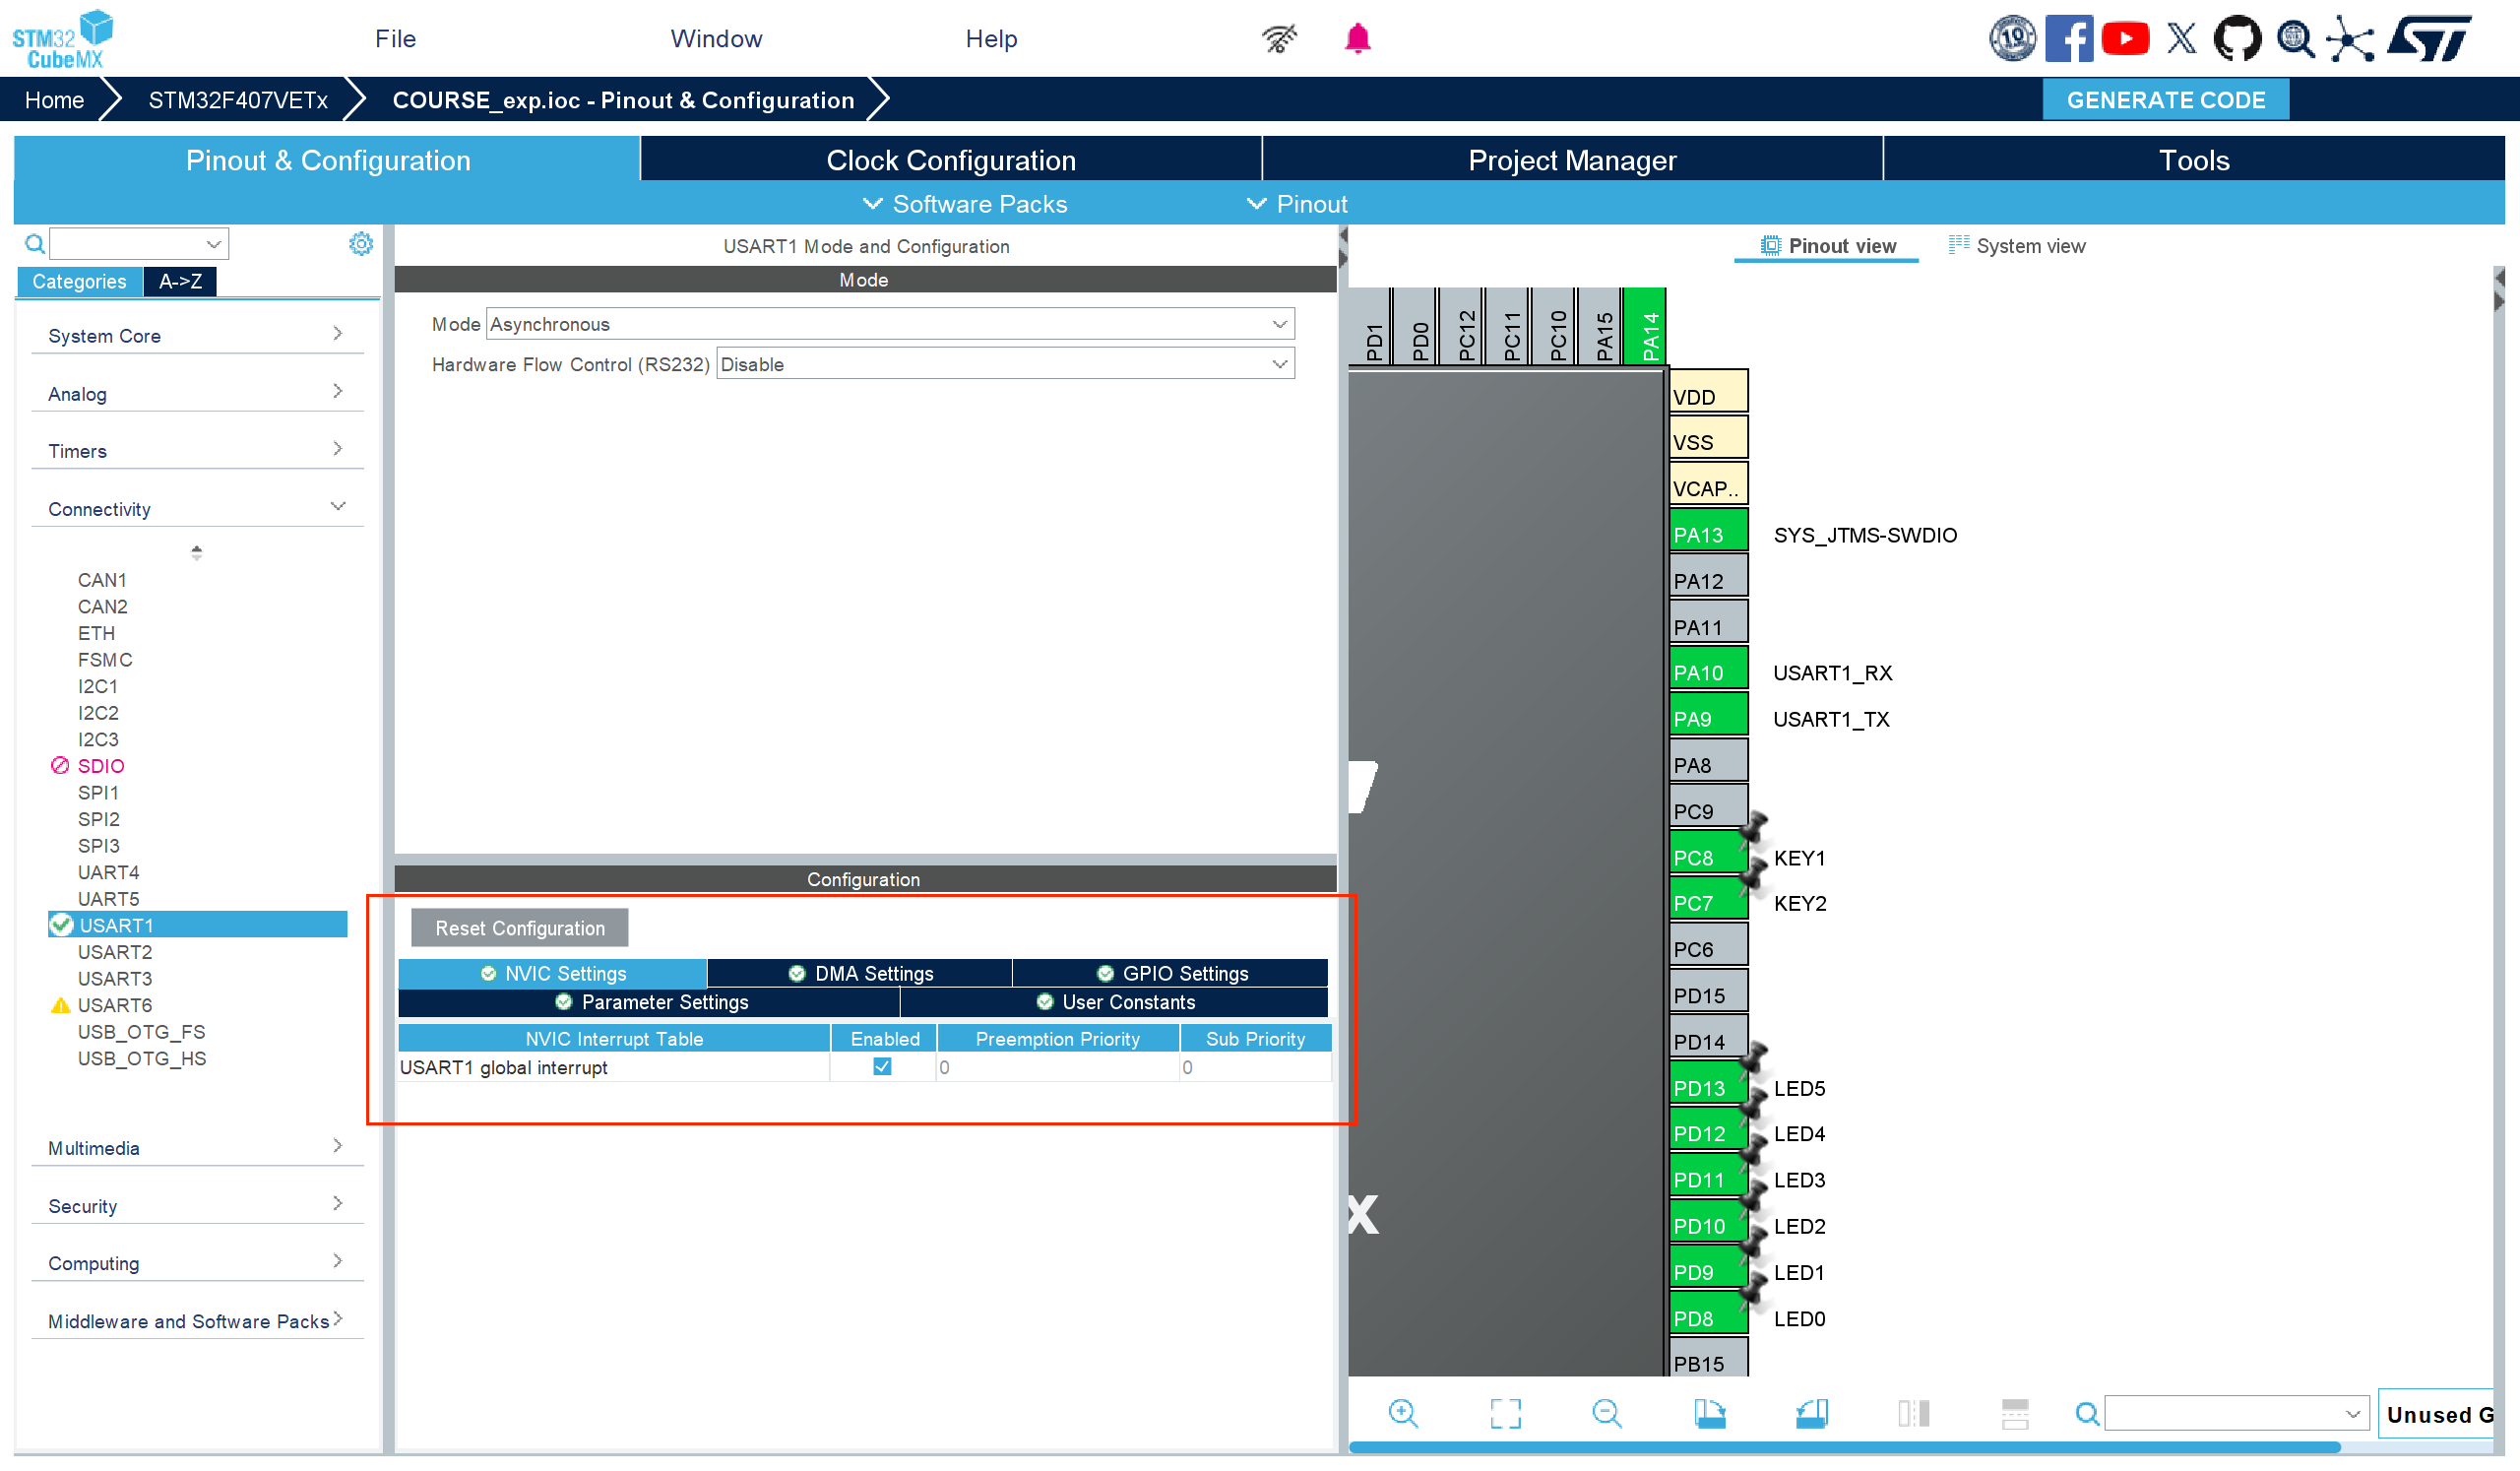 STM32
CubeMX
File
Window
Help
10
ST
Home
STM32F407VETx
COURSE_exp.ioc - Pinout & Configuration
GENERATE CODE
Pinout & Configuration
Clock Configuration
Project Manager
Tools
Software Packs
Pinout
Categories
A->Z
System Core
Analog
Timers
Connectivity
CAN1
CAN2
ETH
FSMC
I2C1
I2C2
I2C3
SDIO
SPI1
SPI2
SPI3
UART4
UART5
USART1
USART2
USART3
USART6
USB_OTG_FS
USB_OTG_HS
Multimedia
Security
Computing
Middleware and Software Packs
USART1 Mode and Configuration
Mode
Mode Asynchronous
Hardware Flow Control (RS232) Disable
Configuration
Reset Configuration
NVIC Settings
DMA Settings
GPIO Settings
Parameter Settings
User Constants
NVIC Interrupt Table Enabled Preemption Priority Sub Priority
USART1 global interrupt 0 0
Pinout view
System view
PD1
PD0
PC12
PC11
PC10
PA15
PA14
VDD
VSS
VCAP..
PA13 SYS_JTMS-SWDIO
PA12
PA11
PA10 USART1_RX
PA9 USART1_TX
PA8
PC9
PC8 KEY1
PC7 KEY2
PC6
PD15
PD14
PD13 LED5
PD12 LED4
PD11 LED3
PD10 LED2
PD9 LED1
PD8 LED0
PB15
x
Unused G